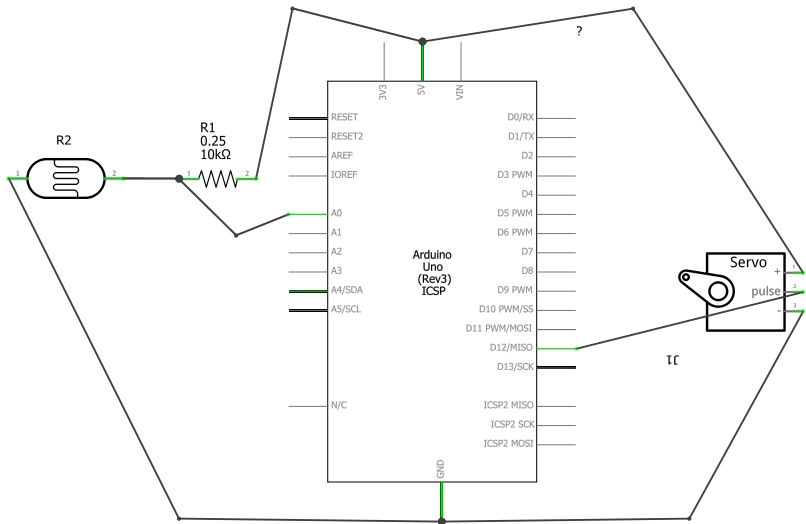 ?
3V3
5V
VIN
RESET
RESET2
AREF
IOREF
A0
A1
A2
A3
A4/SDA
A5/SCL
N/C
D0/RX
D1/TX
D2
D3 PWM
D4
D5 PWM
D6 PWM
D7
D8
D9 PWM
D10 PWM/SS
D11 PWM/MOSI
D12/MISO
D13/SCK
ICSP2 MISO
ICSP2 SCK
ICSP2 MOSI
GND
Arduino
Uno
(Rev3)
ICSP
R2
1 2
R1
0.25
10kΩ
1 2
Servo
+ 1
pulse 2
- 3
J1